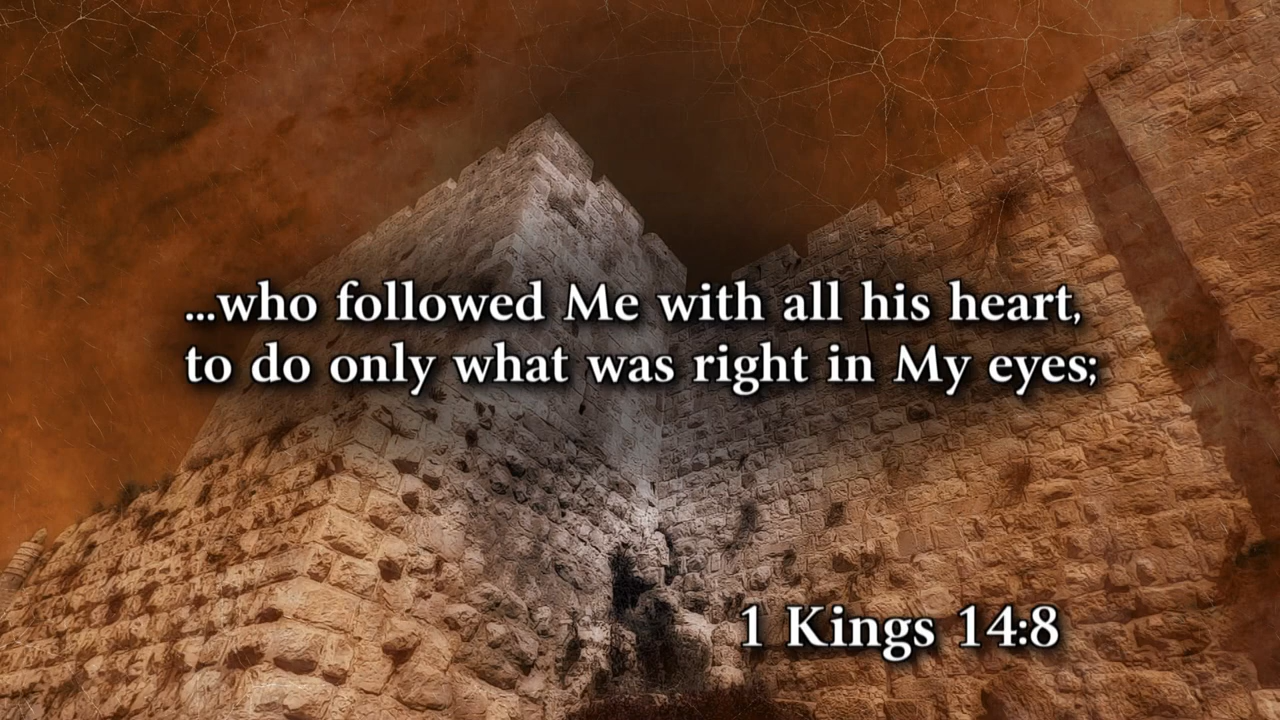 ...who followed Me with all his heart,
to do only what was right in My eyes;
1 Kings 14:8